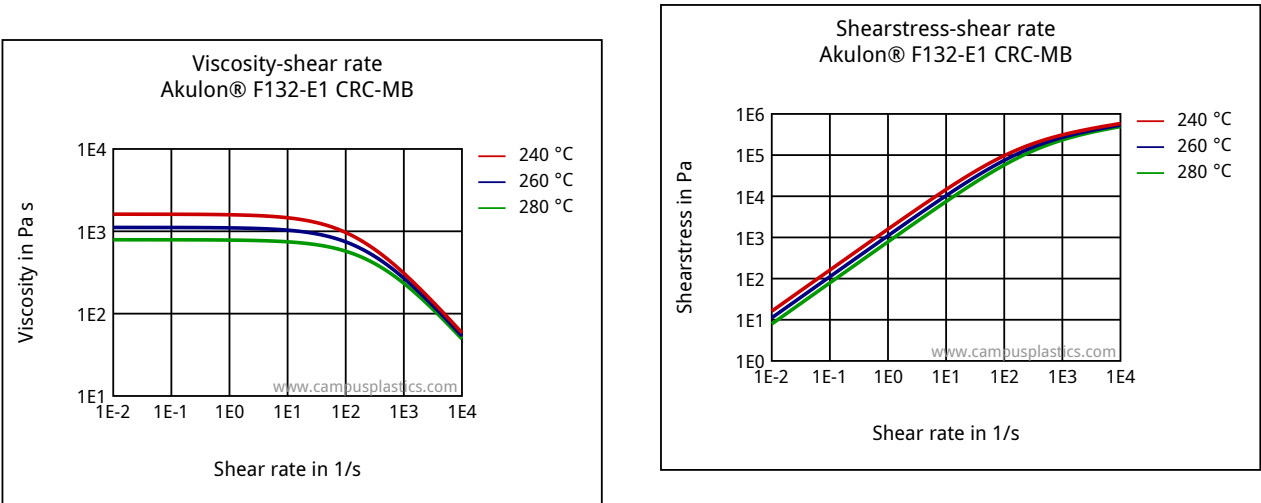 Viscosity-shear rate
Akulon® F132-E1 CRC-MB
Viscosity in Pa s
1E4
1E3
1E2
1E1
1E-2 1E-1 1E0 1E1 1E2 1E3 1E4
240 °C
260 °C
280 °C
www.campusplastics.com
Shear rate in 1/s
Shearstress-shear rate
Akulon® F132-E1 CRC-MB
Shearstress in Pa
1E6
1E5
1E4
1E3
1E2
1E1
1E0
1E-2 1E-1 1E0 1E1 1E2 1E3 1E4
240 °C
260 °C
280 °C
www.campusplastics.com
Shear rate in 1/s